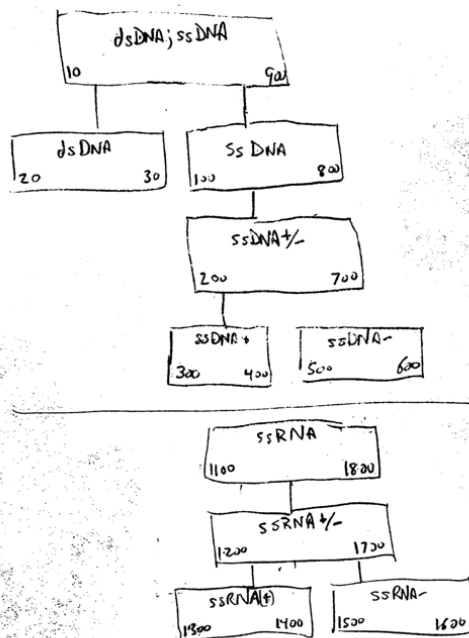 dsDNA; ssDNA
10 900
dsDNA
20 30
SsDNA
100 800
ssDNA+/-
200 700
ssDNA+
300 400
ssDNA-
500 600
ssRNA
1100 1800
ssRNA+/-
1200 1700
ssRNA(+)
1300 1400
ssRNA-
1500 1600